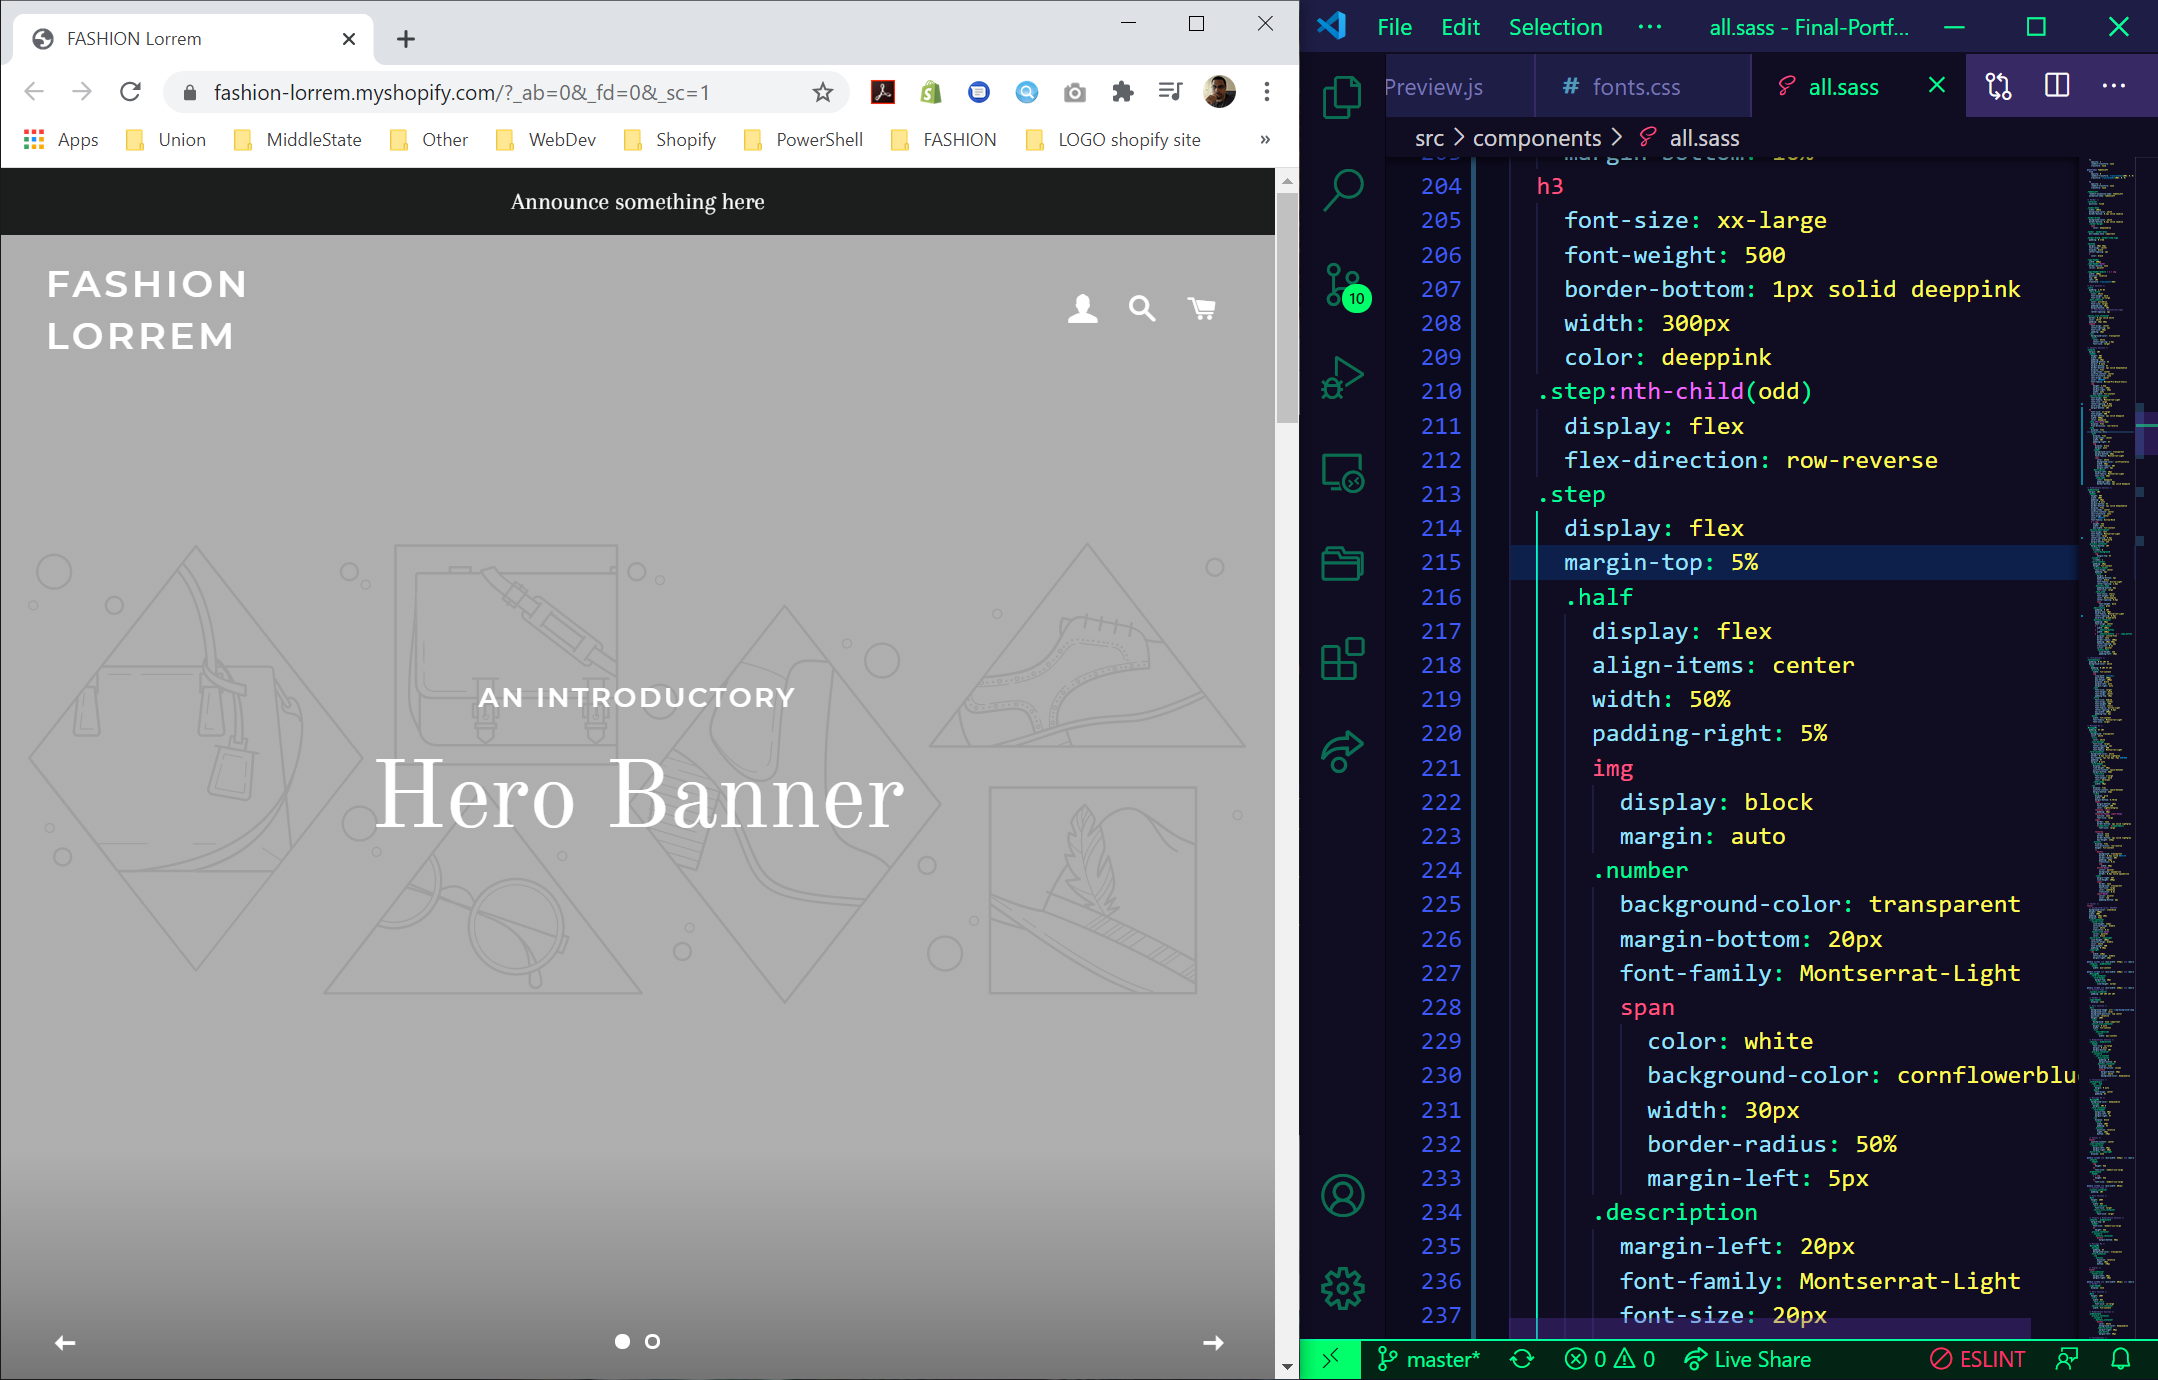 FASHION Lorrem
fashion-lorrem.myshopify.com/?_ab=0&_fd=0&_sc=1
Apps Union MiddleState Other WebDev Shopify PowerShell FASHION LOGO shopify site »
Announce something here
FASHION
LORREM
AN INTRODUCTORY
Hero Banner
File Edit Selection ··· all.sass - Final-Portf...
Preview.js # fonts.css all.sass
src > components > all.sass
10
204 h3
205 font-size: xx-large
206 font-weight: 500
207 border-bottom: 1px solid deeppink
208 width: 300px
209 color: deeppink
210 .step:nth-child(odd)
211 display: flex
212 flex-direction: row-reverse
213 .step
214 display: flex
215 margin-top: 5%
216 .half
217 display: flex
218 align-items: center
219 width: 50%
220 padding-right: 5%
221 img
222 display: block
223 margin: auto
224 .number
225 background-color: transparent
226 margin-bottom: 20px
227 font-family: Montserrat-Light
228 span
229 color: white
230 background-color: cornflowerblu
231 width: 30px
232 border-radius: 50%
233 margin-left: 5px
234 .description
235 margin-left: 20px
236 font-family: Montserrat-Light
237 font-size: 20px
master* 0 0 Live Share ESLINT